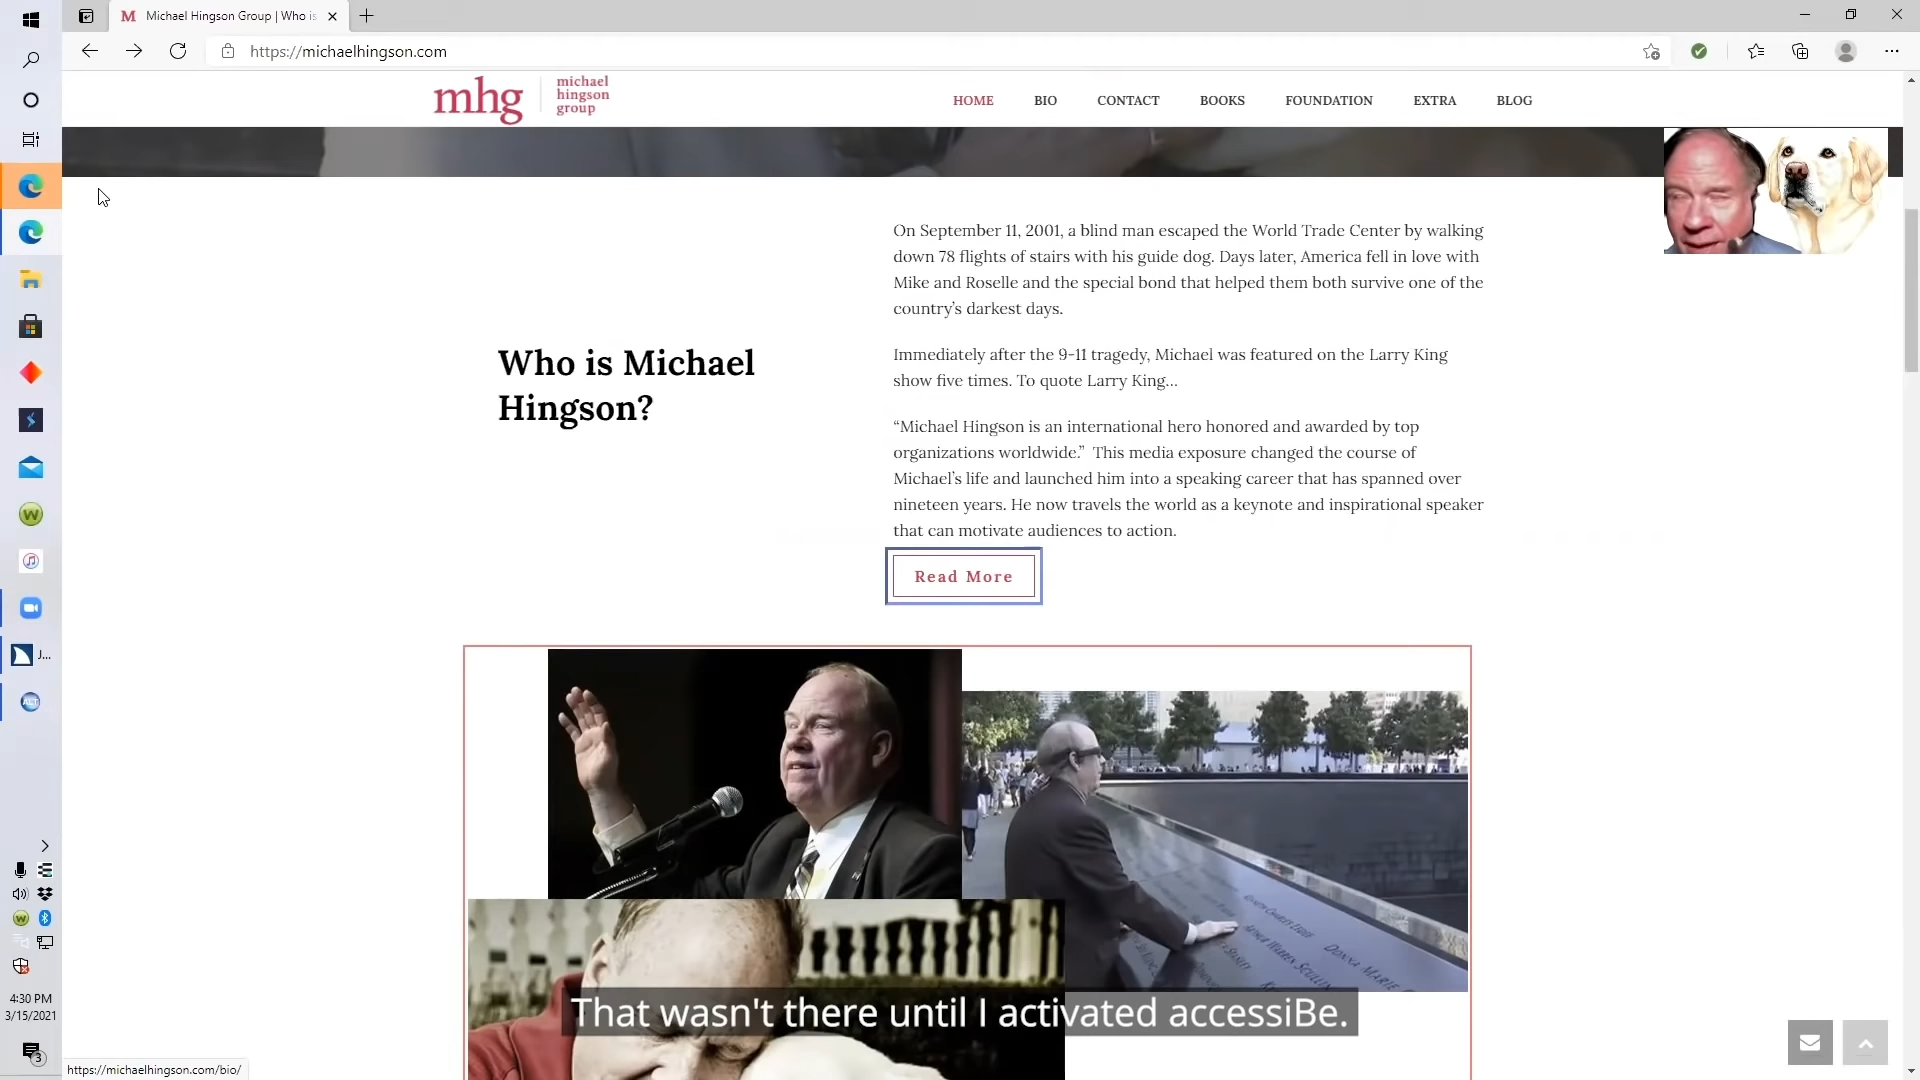 Michael Hingson Group | Who is
https://michaelhingson.com
mhg
michael
hingson
group
HOME BIO CONTACT BOOKS FOUNDATION EXTRA BLOG
On September 11, 2001, a blind man escaped the World Trade Center by walking
down 78 flights of stairs with his guide dog. Days later, America fell in love with
Mike and Roselle and the special bond that helped them both survive one of the
country’s darkest days.
Who is Michael
Hingson?
Immediately after the 9-11 tragedy, Michael was featured on the Larry King
show five times. To quote Larry King...
“Michael Hingson is an international hero honored and awarded by top
organizations worldwide.” This media exposure changed the course of
Michael’s life and launched him into a speaking career that has spanned over
nineteen years. He now travels the world as a keynote and inspirational speaker
that can motivate audiences to action.
Read More
J...
ALT
DONNA MARIE
That wasn't there until I activated accessiBe.
4:30 PM
3/15/2021
3
https://michaelhingson.com/bio/